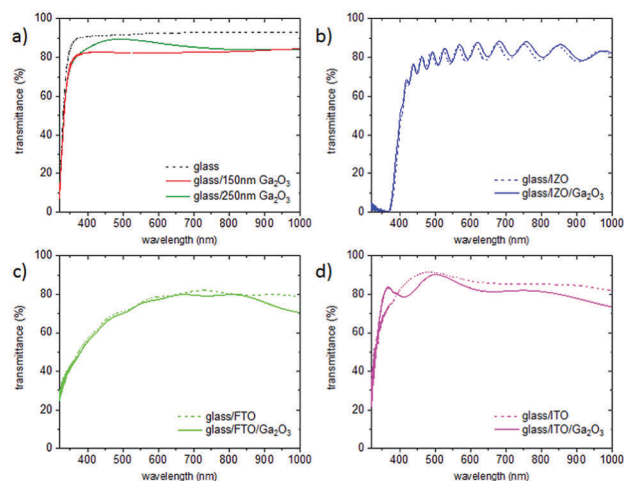 a)
100
80
60
40
20
0
transmittance (%)
glass
glass/150nm Ga₂O₃
glass/250nm Ga₂O₃
400 500 600 700 800 900 1000
wavelength (nm)
b)
100
80
60
40
20
0
transmittance (%)
glass/IZO
glass/IZO/Ga₂O₃
400 500 600 700 800 900 1000
wavelength (nm)
c)
100
80
60
40
20
0
transmittance (%)
glass/FTO
glass/FTO/Ga₂O₃
400 500 600 700 800 900 1000
wavelength (nm)
d)
100
80
60
40
20
0
transmittance (%)
glass/ITO
glass/ITO/Ga₂O₃
400 500 600 700 800 900 1000
wavelength (nm)